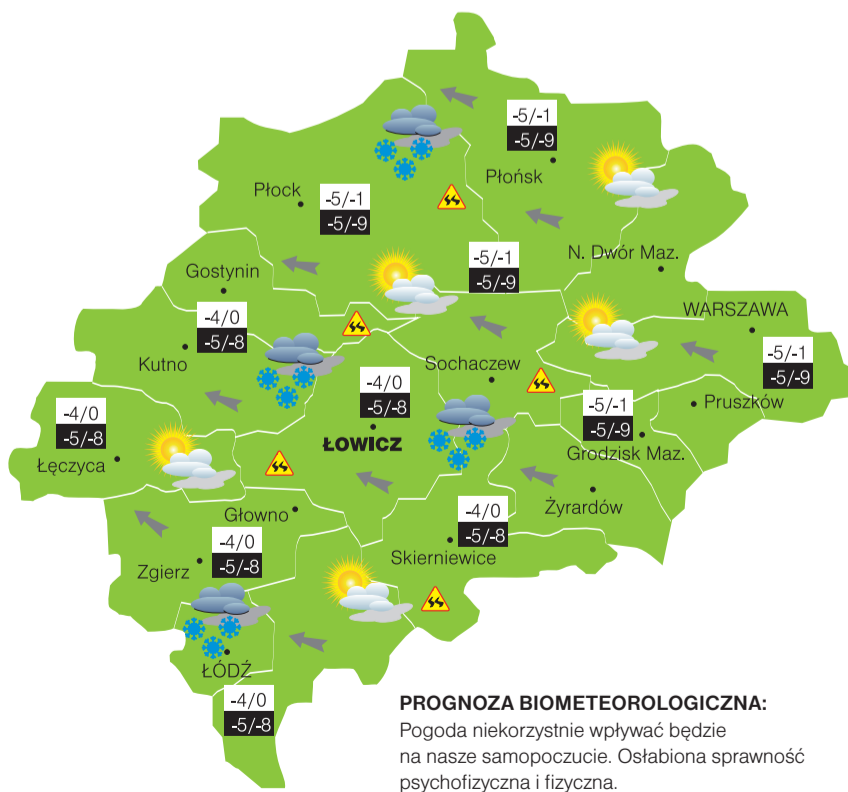 -5/-1
-5/-9
Płońsk
Płock
-5/-1
-5/-9
N. Dwór Maz.
-5/-1
-5/-9
Gostynin
WARSZAWA
-4/0
-5/-8
Kutno
-5/-1
-5/-9
Sochaczew
-4/0
-5/-8
Pruszków
-5/-1
-5/-9
-4/0
-5/-8
ŁOWICZ
Grodzisk Maz.
Łęczyca
Żyrardów
Głowno
-4/0
-5/-8
Skierniewice
-4/0
-5/-8
Zgierz
ŁÓDŹ
-4/0
-5/-8
PROGNOZA BIOMETEOROLOGICZNA:
Pogoda niekorzystnie wpływać będzie
na nasze samopoczucie. Osłabiona sprawność
psychofizyczna i fizyczna.